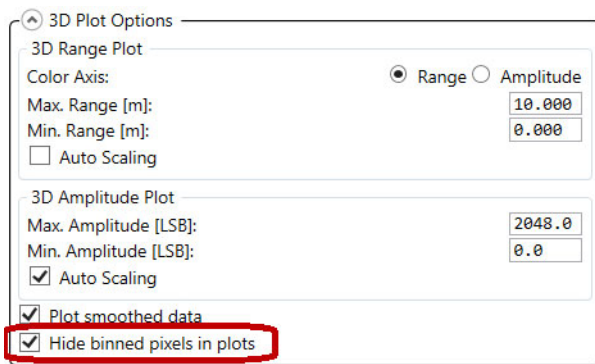 3D Plot Options
3D Range Plot
Color Axis: Range Amplitude
Max. Range [m]: 10.000
Min. Range [m]: 0.000
Auto Scaling
3D Amplitude Plot
Max. Amplitude [LSB]: 2048.0
Min. Amplitude [LSB]: 0.0
Auto Scaling
Plot smoothed data
Hide binned pixels in plots